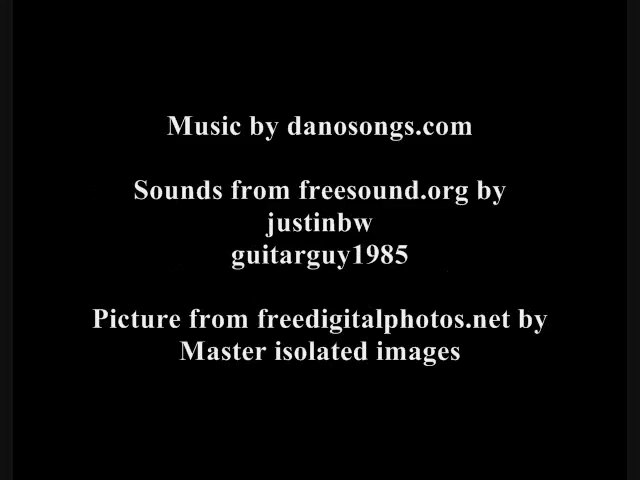 Music by danosongs.com
Sounds from freesound.org by
justinbw
guitarguy1985
Picture from freedigitalphotos.net by
Master isolated images